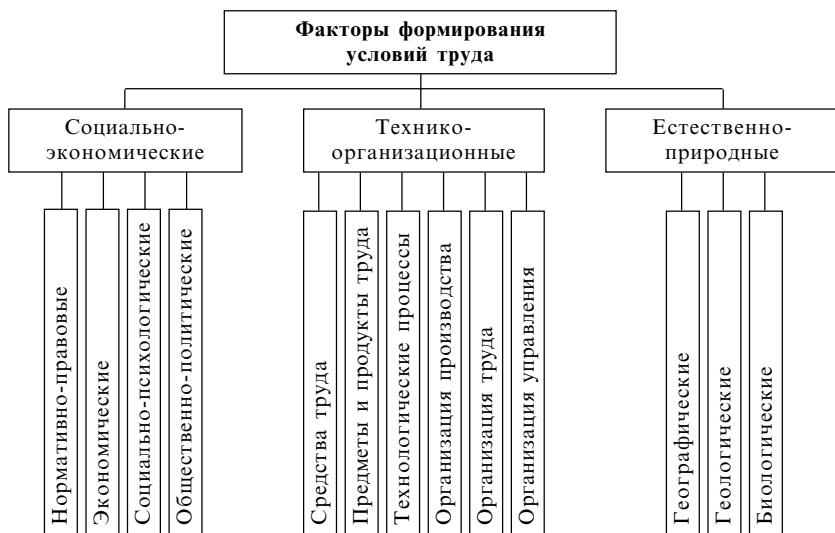 Факторы формирования
условий труда
Социально-
экономические
Технико-
организационные
Естественно-
природные
Нормативно-правовые
Экономические
Социально-психологические
Общественно-политические
Средства труда
Предметы и продукты труда
Технологические процессы
Организация производства
Организация труда
Организация управления
Географические
Геологические
Биологические